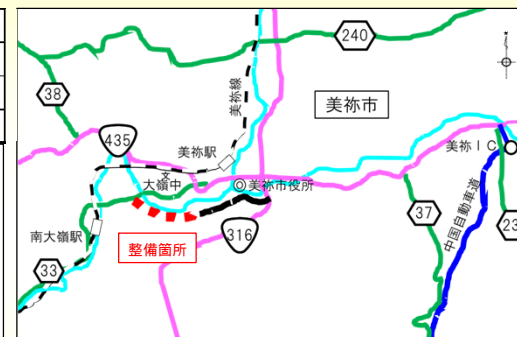 240
38
美祢線
美祢市
435
美祢駅
美祢IC
大嶺中
美祢市役所
37
中国自動車道
23
316
南大嶺駅
整備箇所
33